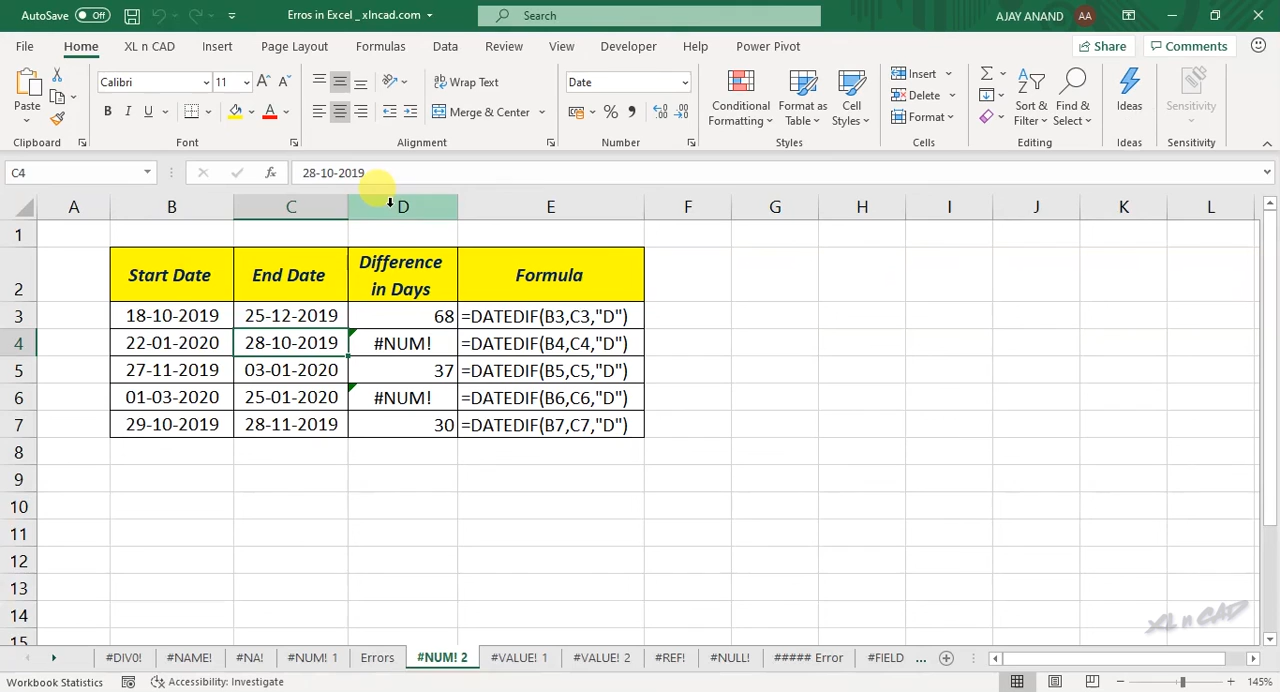 AutoSave Off Erros in Excel _ xlncad.com Search AJAY ANAND AA
File Home XL n CAD Insert Page Layout Formulas Data Review View Developer Help Power Pivot Share Comments
Paste Calibri 11 A A Wrap Text Date Insert Conditional Formatting Format as Table Cell Styles Sort & Filter Find & Select Ideas Sensitivity
B I U A Merge & Center % Delete
Format
Clipboard Font Alignment Number Styles Cells Editing Ideas Sensitivity
C4 fx 28-10-2019
A B C D E F G H I J K L
1
2 Start Date End Date Difference in Days Formula
3 18-10-2019 25-12-2019 68 =DATEDIF(B3,C3,"D")
4 22-01-2020 28-10-2019 #NUM! =DATEDIF(B4,C4,"D")
5 27-11-2019 03-01-2020 37 =DATEDIF(B5,C5,"D")
6 01-03-2020 25-01-2020 #NUM! =DATEDIF(B6,C6,"D")
7 29-10-2019 28-11-2019 30 =DATEDIF(B7,C7,"D")
8
9
10
11
12
13
14 XL n CAD
15
#DIV0! #NAME! #NA! #NUM! 1 Errors #NUM! 2 #VALUE! 1 #VALUE! 2 #REF! #NULL! ##### Error #FIELD ...
Workbook Statistics Accessibility: Investigate 145%